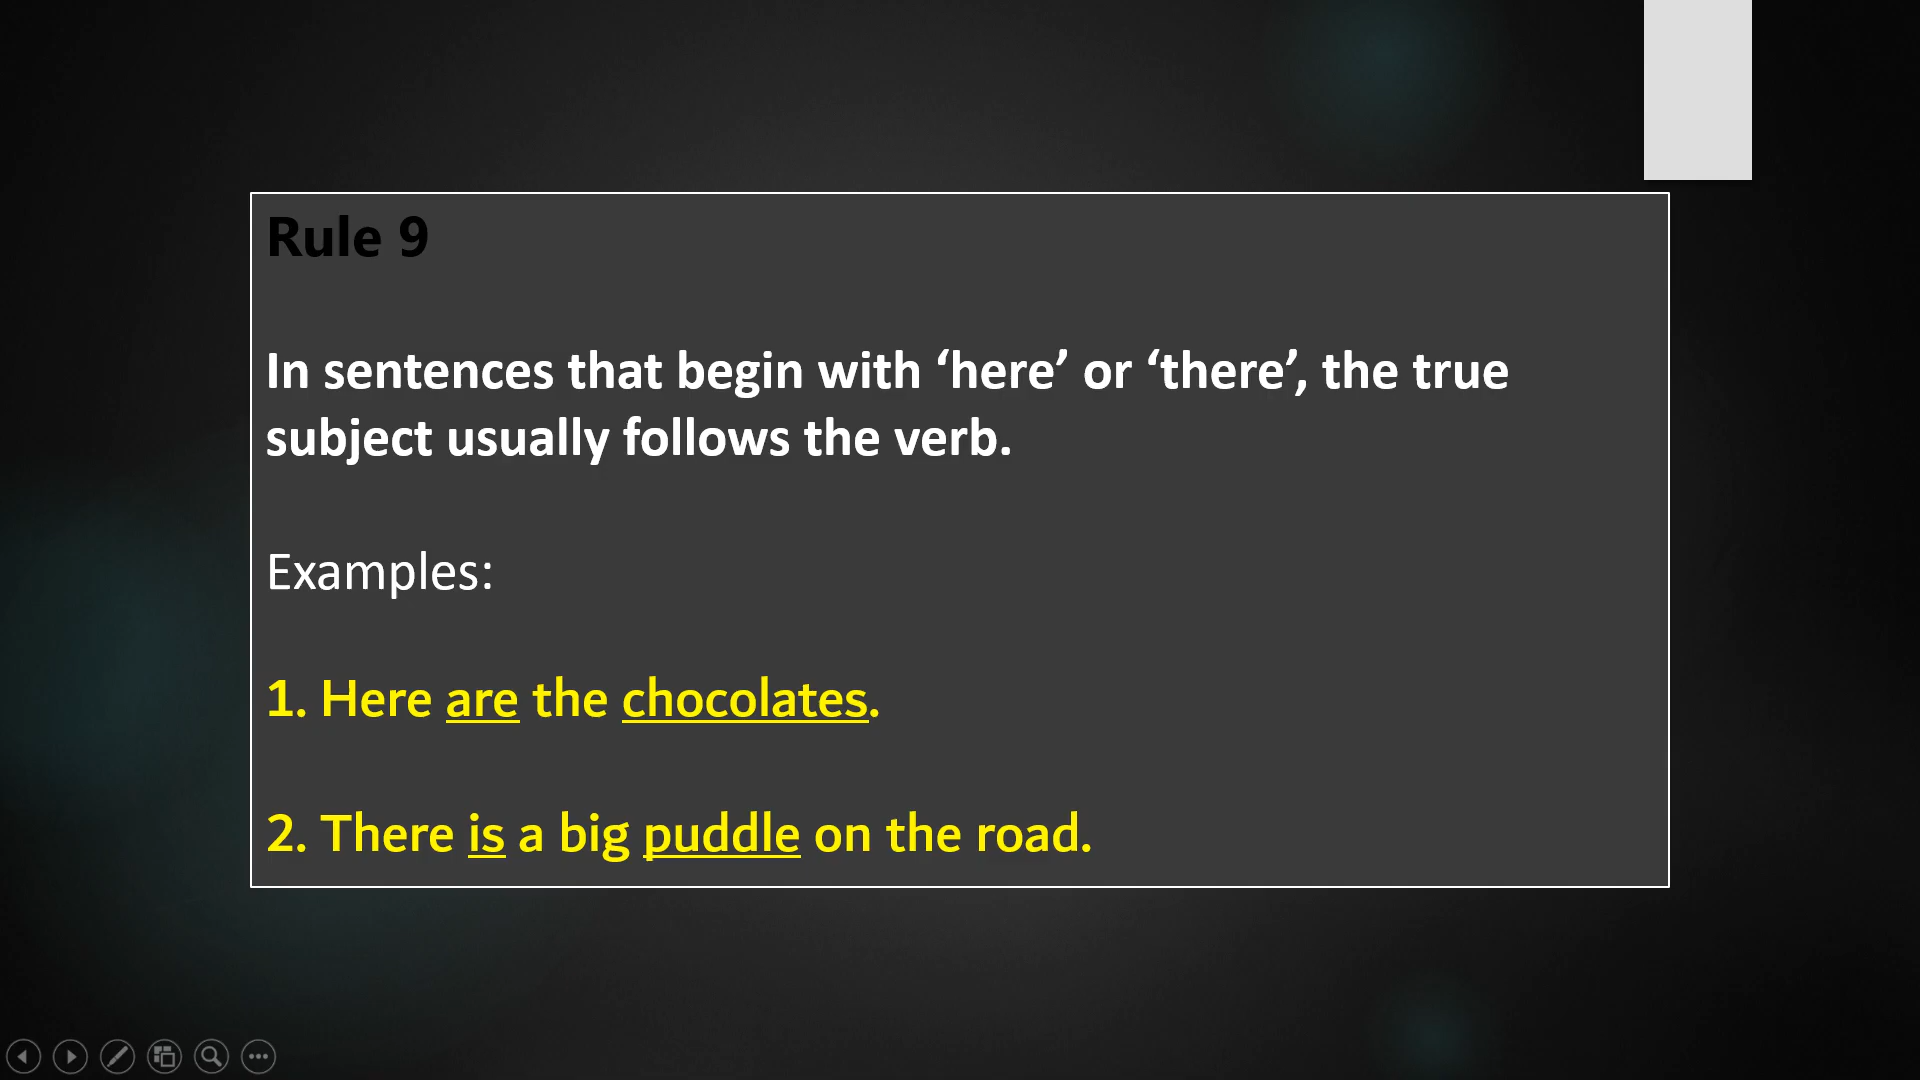 Rule 9
In sentences that begin with ‘here’ or ‘there’, the true
subject usually follows the verb.
Examples:
1. Here are the chocolates.
2. There is a big puddle on the road.